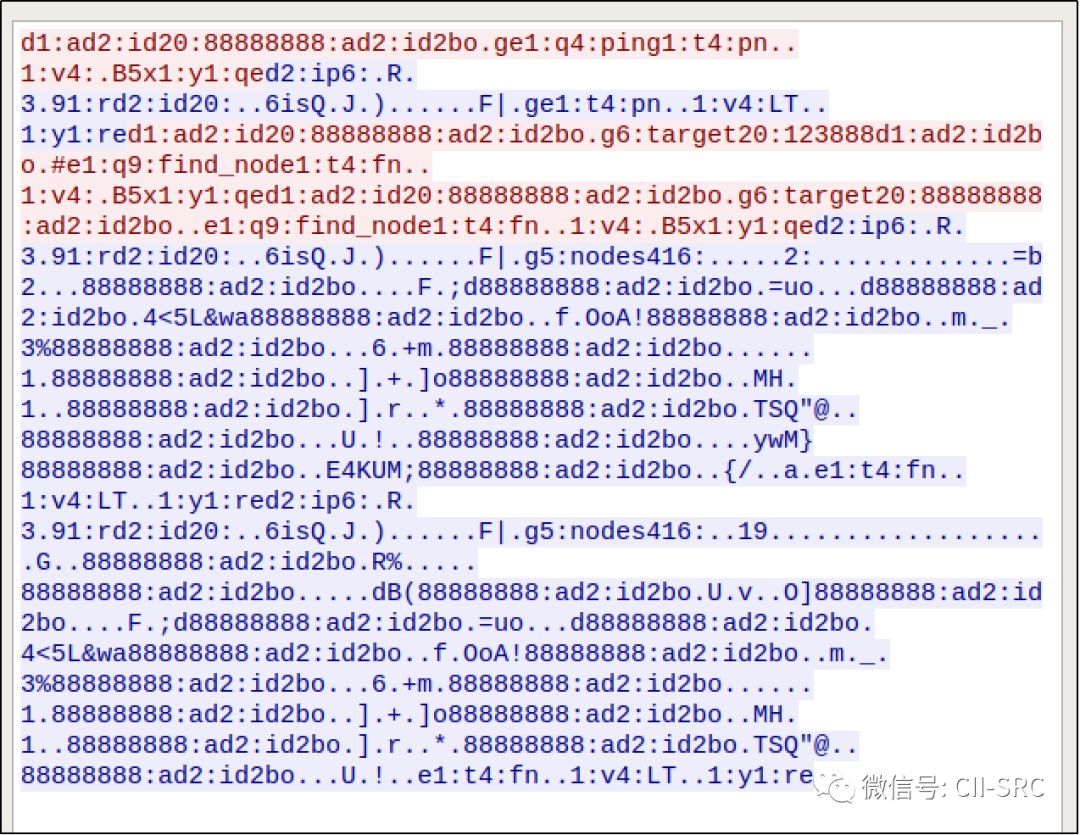 d1:ad2:id20:88888888:ad2:id2bo.ge1:q4:ping1:t4:pn..
1:v4:.B5x1:y1:qed2:ip6:.R.
3.91:rd2:id20:..6isQ.J.)......F|.ge1:t4:pn..1:v4:LT..
1:y1:red1:ad2:id20:88888888:ad2:id2bo.g6:target20:123888d1:ad2:id2b
o.#e1:q9:find_node1:t4:fn..
1:v4:.B5x1:y1:qed1:ad2:id20:88888888:ad2:id2bo.g6:target20:88888888
:ad2:id2bo..e1:q9:find_node1:t4:fn..1:v4:.B5x1:y1:qed2:ip6:.R.
3.91:rd2:id20:..6isQ.J.)......F|.g5:nodes416:.....2:.............=b
2...88888888:ad2:id2bo....F.;d88888888:ad2:id2bo.=uo...d88888888:ad
2:id2bo.4<5L&wa88888888:ad2:id2bo..f.OoA!88888888:ad2:id2bo..m._.
3%88888888:ad2:id2bo...6.+m.88888888:ad2:id2bo......
1.88888888:ad2:id2bo..].+.]o88888888:ad2:id2bo..MH.
1..88888888:ad2:id2bo.].r..*.88888888:ad2:id2bo.TSQ"@..
88888888:ad2:id2bo...U.!..88888888:ad2:id2bo....ywM}
88888888:ad2:id2bo..E4KUM;88888888:ad2:id2bo..{/..a.e1:t4:fn..
1:v4:LT..1:y1:red2:ip6:.R.
3.91:rd2:id20:..6isQ.J.)......F|.g5:nodes416:..19..................
.G..88888888:ad2:id2bo.R%.....
88888888:ad2:id2bo.....dB(88888888:ad2:id2bo.U.v..O]88888888:ad2:id
2bo....F.;d88888888:ad2:id2bo.=uo...d88888888:ad2:id2bo.
4<5L&wa88888888:ad2:id2bo..f.OoA!88888888:ad2:id2bo..m._.
3%88888888:ad2:id2bo...6.+m.88888888:ad2:id2bo......
1.88888888:ad2:id2bo..].+.]o88888888:ad2:id2bo..MH.
1..88888888:ad2:id2bo.].r..*.88888888:ad2:id2bo.TSQ"@..
88888888:ad2:id2bo...U.!..e1:t4:fn..1:v4:LT..1:y1:re
微信号: CII-SRC